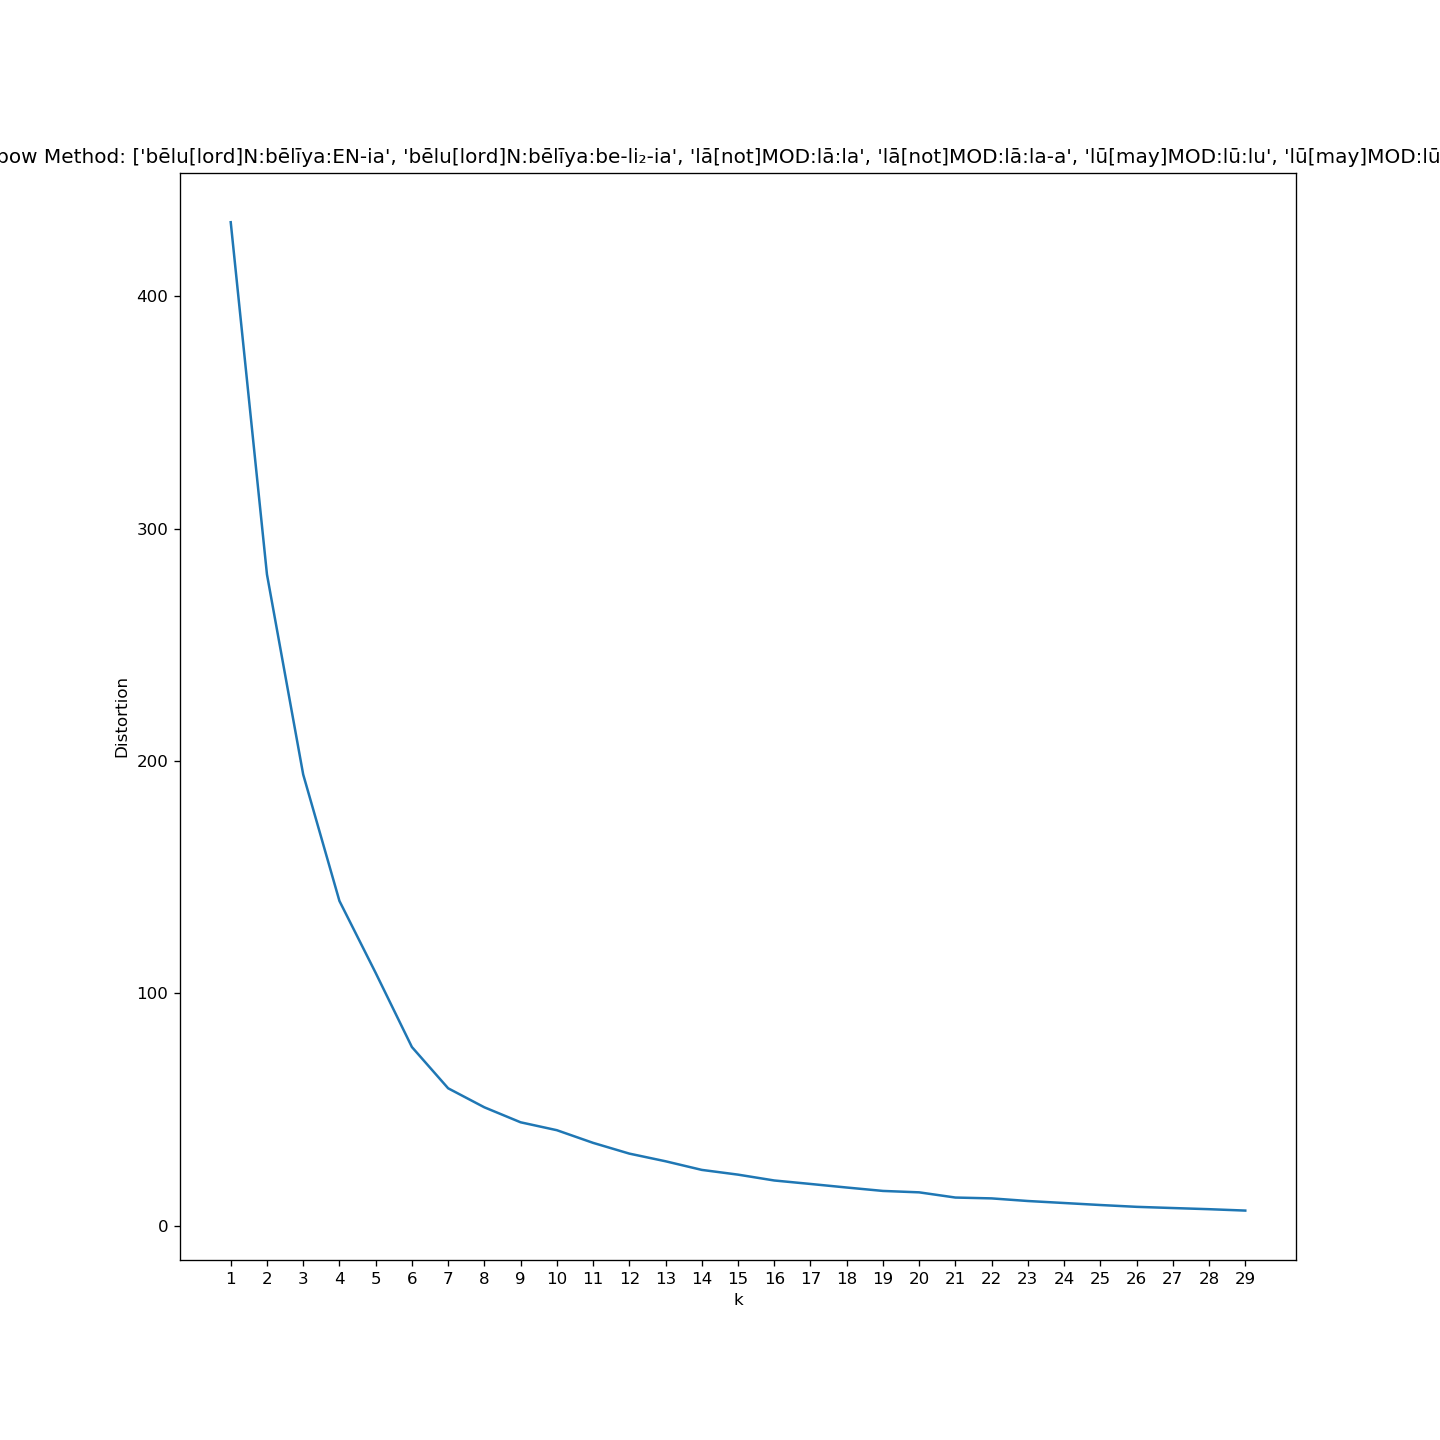 bow Method: ['bēlu[lord]N:bēlīya:EN-ia', 'bēlu[lord]N:bēlīya:be-li₂-ia', 'lā[not]MOD:lā:la', 'lā[not]MOD:lā:la-a', 'lū[may]MOD:lū:lu', 'lū[may]MOD:lū
400
300
200
100
0
Distortion
1 2 3 4 5 6 7 8 9 10 11 12 13 14 15 16 17 18 19 20 21 22 23 24 25 26 27 28 29
k